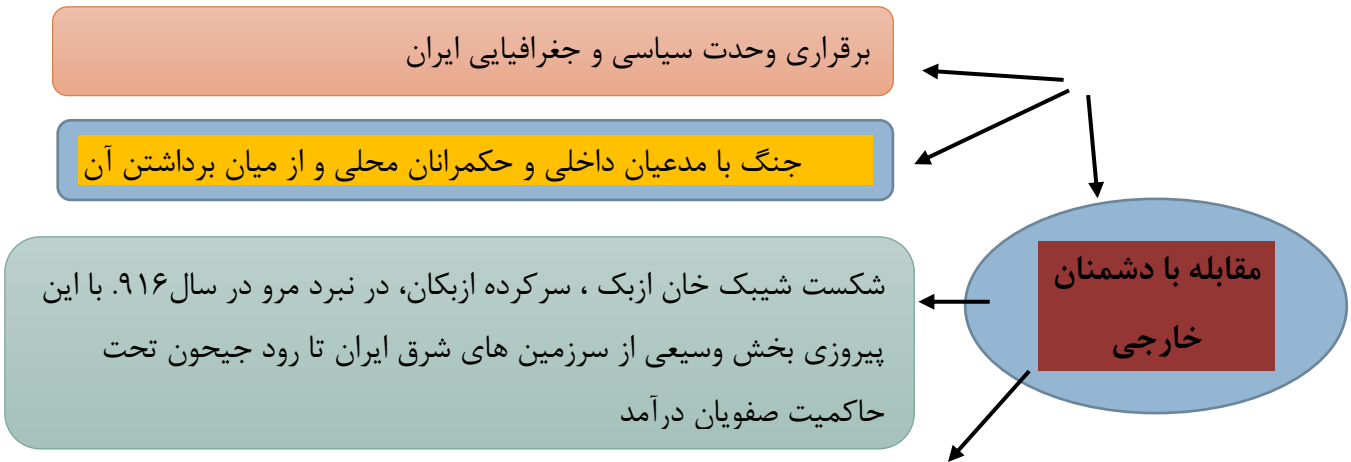 برقراری وحدت سیاسی و جغرافیایی ایران
جنگ با مدعیان داخلی و حکمرانان محلی و از میان برداشتن آن
مقابله با دشمنان
خارجی
شکست شیبک خان ازبک ، سرکرده ازبکان، در نبرد مرو در سال۹۱۶. با این
پیروزی بخش وسیعی از سرزمین های شرق ایران تا رود جیحون تحت
حاکمیت صفویان درآمد